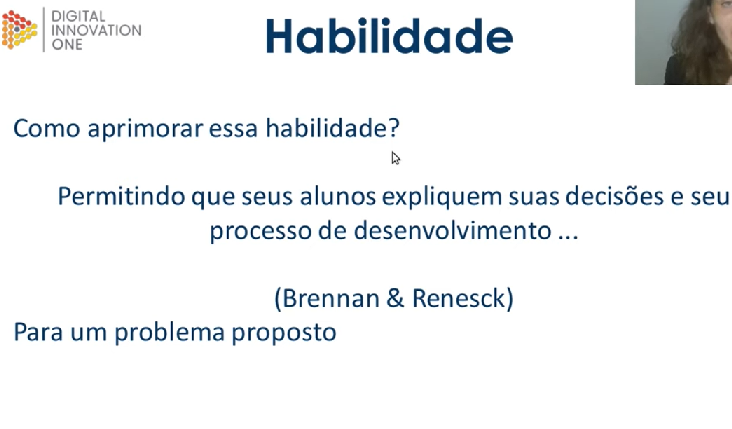 DIGITAL
INNOVATION
ONE
Habilidade
Como aprimorar essa habilidade?
Permitindo que seus alunos expliquem suas decisões e seu
processo de desenvolvimento ...
(Brennan & Renesck)
Para um problema proposto